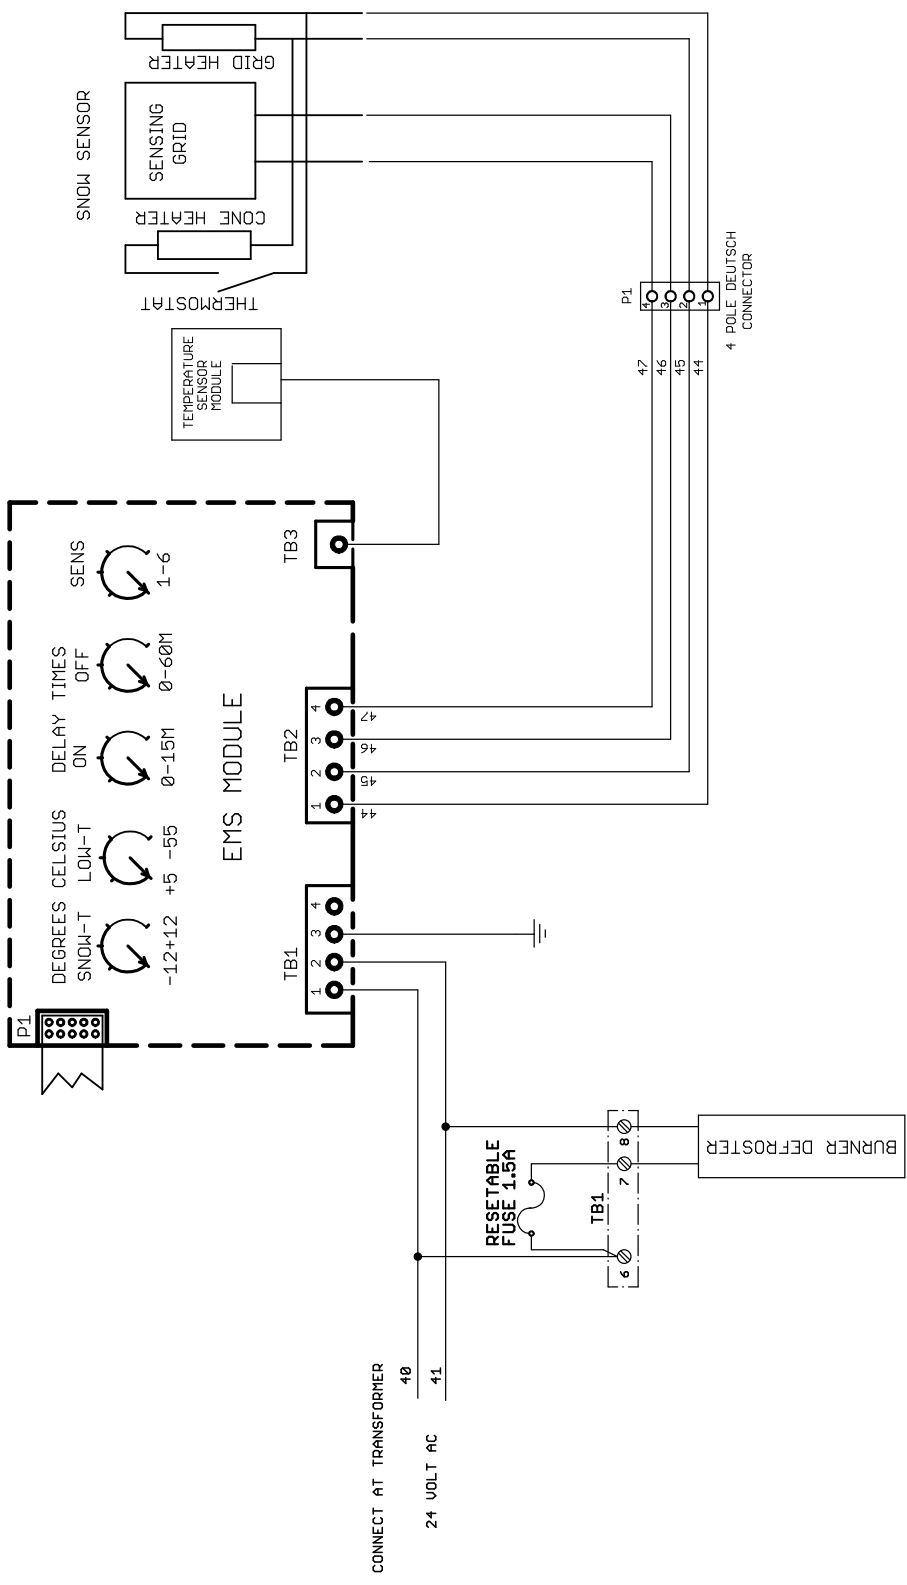 CONNECT AT TRANSFORMER
24 VOLT AC
40
41
P1
DEGREES CELSIUS
SNOW-T
LOW-T
-12+12
+5 -55
DELAY TIMES
ON
OFF
0-15M
0-60M
SENS
1-6
EMS MODULE
TB1
1
2
3
4
TB2
1
2
3
4
44
45
46
47
TB3
RESETABLE
FUSE 1.5A
TB1
6
7
8
BURNER DEFROSTER
TEMPERATURE
SENSOR
MODULE
SNOW SENSOR
THERMOSTAT
CONE HEATER
SENSING
GRID
GRID HEATER
47
46
45
44
P1
4
3
2
1
4 POLE DEUTSCH
CONNECTOR